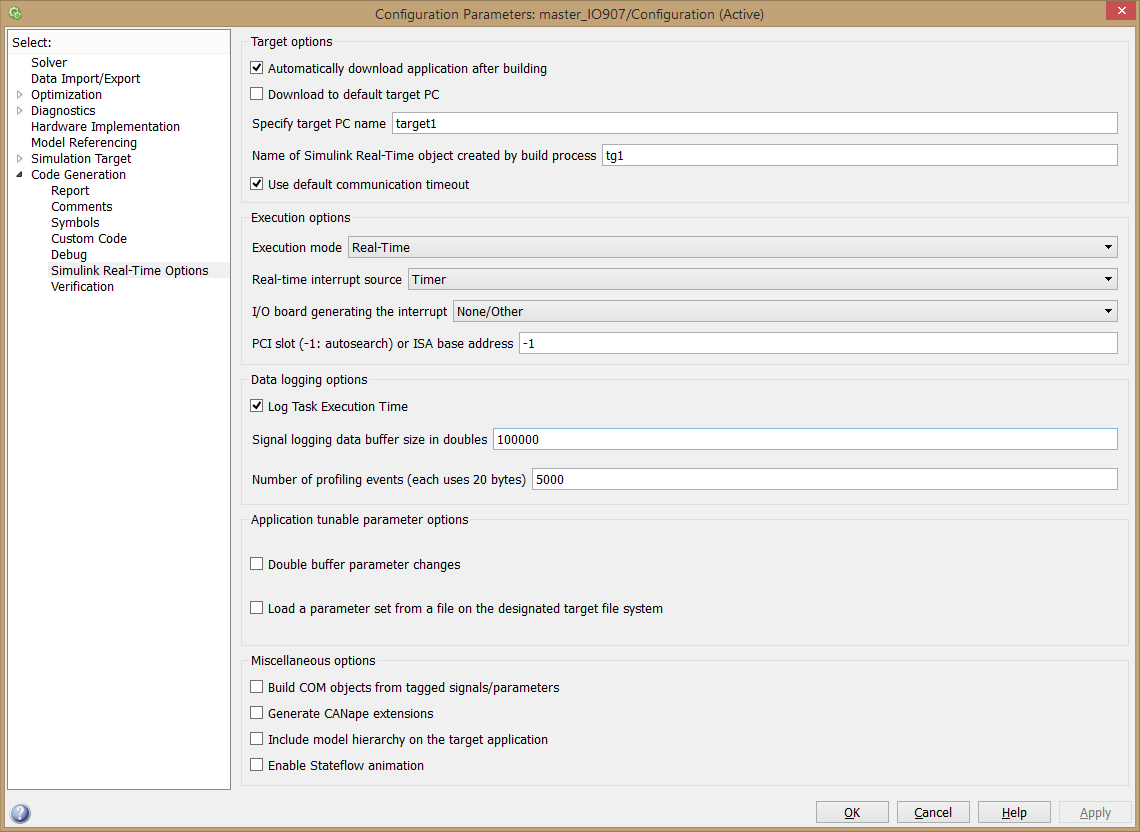 Configuration Parameters: master_IO907/Configuration (Active)
Select:
Solver
Data Import/Export
Optimization
Diagnostics
Hardware Implementation
Model Referencing
Simulation Target
Code Generation
Report
Comments
Symbols
Custom Code
Debug
Simulink Real-Time Options
Verification
Target options
Automatically download application after building
Download to default target PC
Specify target PC name target1
Name of Simulink Real-Time object created by build process tg1
Use default communication timeout
Execution options
Execution mode Real-Time
Real-time interrupt source Timer
I/O board generating the interrupt None/Other
PCI slot (-1: autosearch) or ISA base address -1
Data logging options
Log Task Execution Time
Signal logging data buffer size in doubles 100000
Number of profiling events (each uses 20 bytes) 5000
Application tunable parameter options
Double buffer parameter changes
Load a parameter set from a file on the designated target file system
Miscellaneous options
Build COM objects from tagged signals/parameters
Generate CANape extensions
Include model hierarchy on the target application
Enable Stateflow animation
? OK Cancel Help Apply